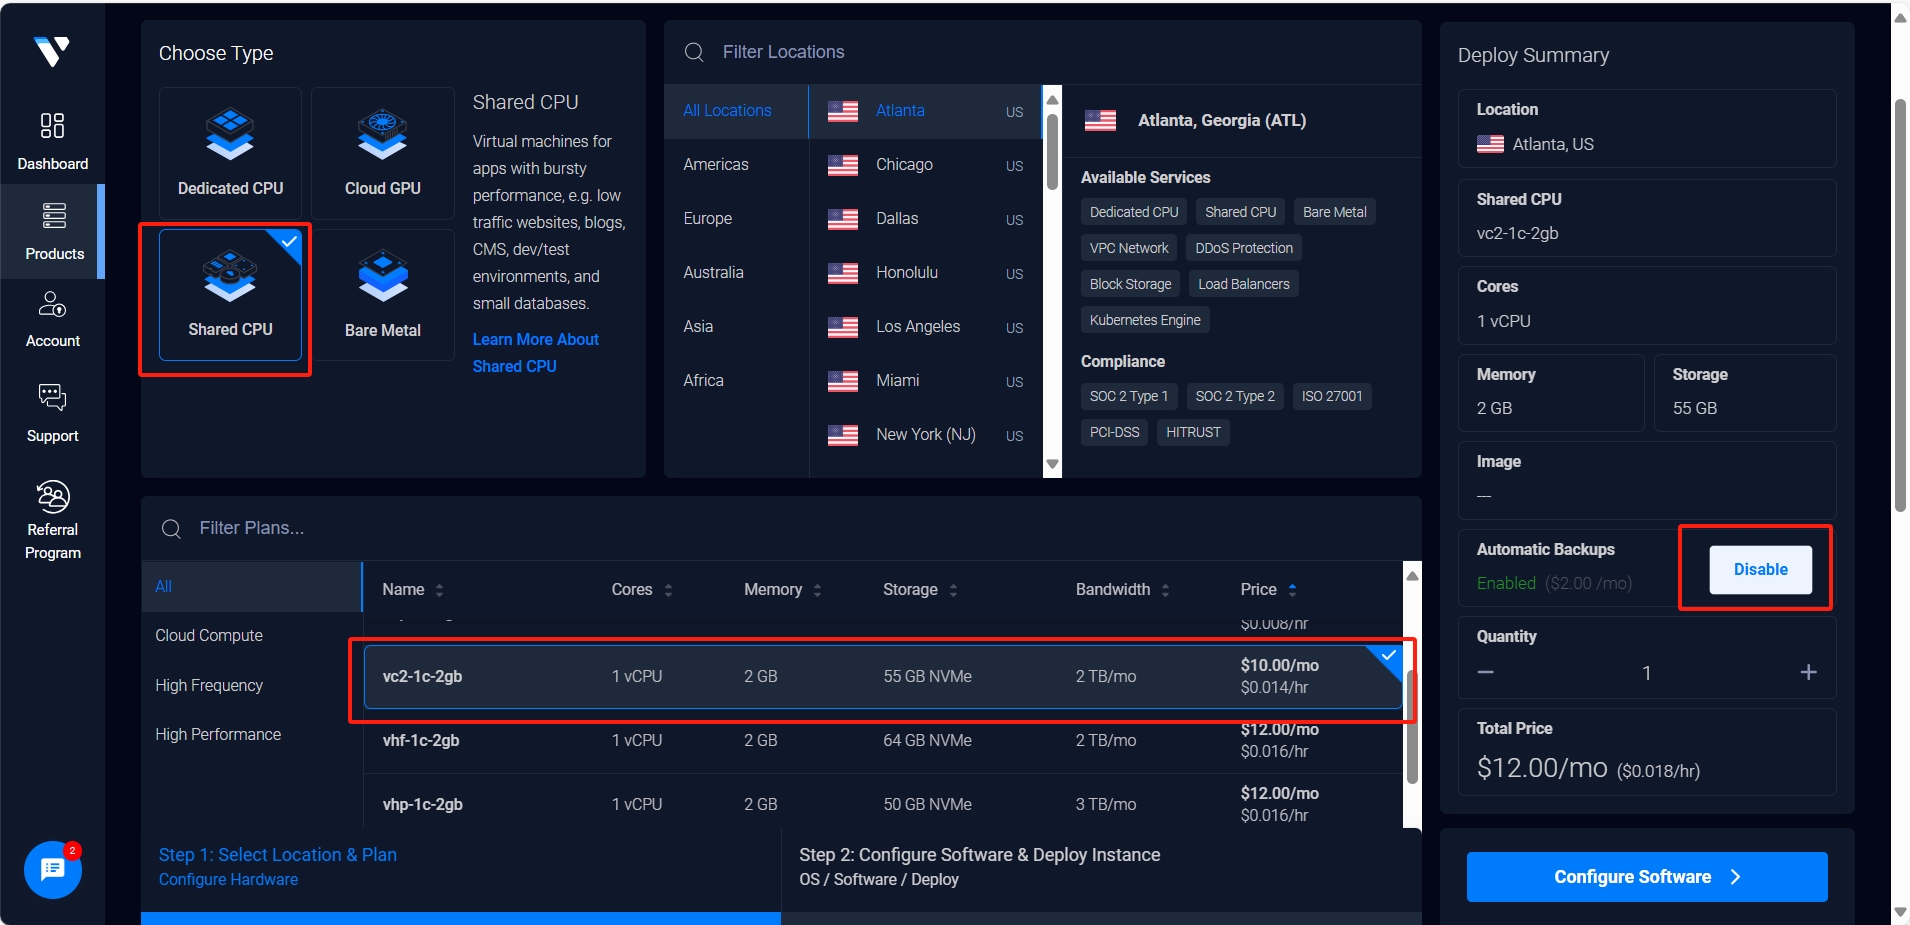 Dashboard
Products
Account
Support
Referral
Program
2
Choose Type
Dedicated CPU
Cloud GPU
Shared CPU
Bare Metal
Shared CPU
Virtual machines for
apps with bursty
performance, e.g. low
traffic websites, blogs,
CMS, dev/test
environments, and
small databases.
Learn More About
Shared CPU
Filter Locations
All Locations
Americas
Europe
Australia
Asia
Africa
Atlanta US
Chicago US
Dallas US
Honolulu US
Los Angeles US
Miami US
New York (NJ) US
Atlanta, Georgia (ATL)
Available Services
Dedicated CPU Shared CPU Bare Metal
VPC Network DDoS Protection
Block Storage Load Balancers
Kubernetes Engine
Compliance
SOC 2 Type 1 SOC 2 Type 2 ISO 27001
PCI-DSS HITRUST
Filter Plans...
All
Cloud Compute
High Frequency
High Performance
Name Cores Memory Storage Bandwidth Price
$0.008/hr
vc2-1c-2gb 1 vCPU 2 GB 55 GB NVMe 2 TB/mo $10.00/mo
$0.014/hr
vhf-1c-2gb 1 vCPU 2 GB 64 GB NVMe 2 TB/mo $12.00/mo
$0.016/hr
vhp-1c-2gb 1 vCPU 2 GB 50 GB NVMe 3 TB/mo $12.00/mo
$0.016/hr
Step 1: Select Location & Plan
Configure Hardware
Step 2: Configure Software & Deploy Instance
OS / Software / Deploy
Deploy Summary
Location
Atlanta, US
Shared CPU
vc2-1c-2gb
Cores
1 vCPU
Memory
2 GB
Storage
55 GB
Image
---
Automatic Backups
Enabled ($2.00 /mo)
Disable
Quantity
− 1 +
Total Price
$12.00/mo ($0.018/hr)
Configure Software